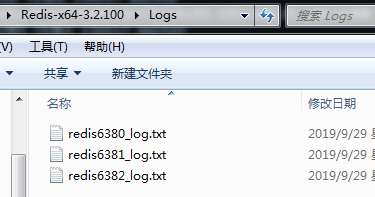 Redis-x64-3.2.100 ▸ Logs 搜索 Logs
(V) 工具(T) 帮助(H)
共享 新建文件夹
名称 修改日期
redis6380_log.txt 2019/9/29
redis6381_log.txt 2019/9/29
redis6382_log.txt 2019/9/29